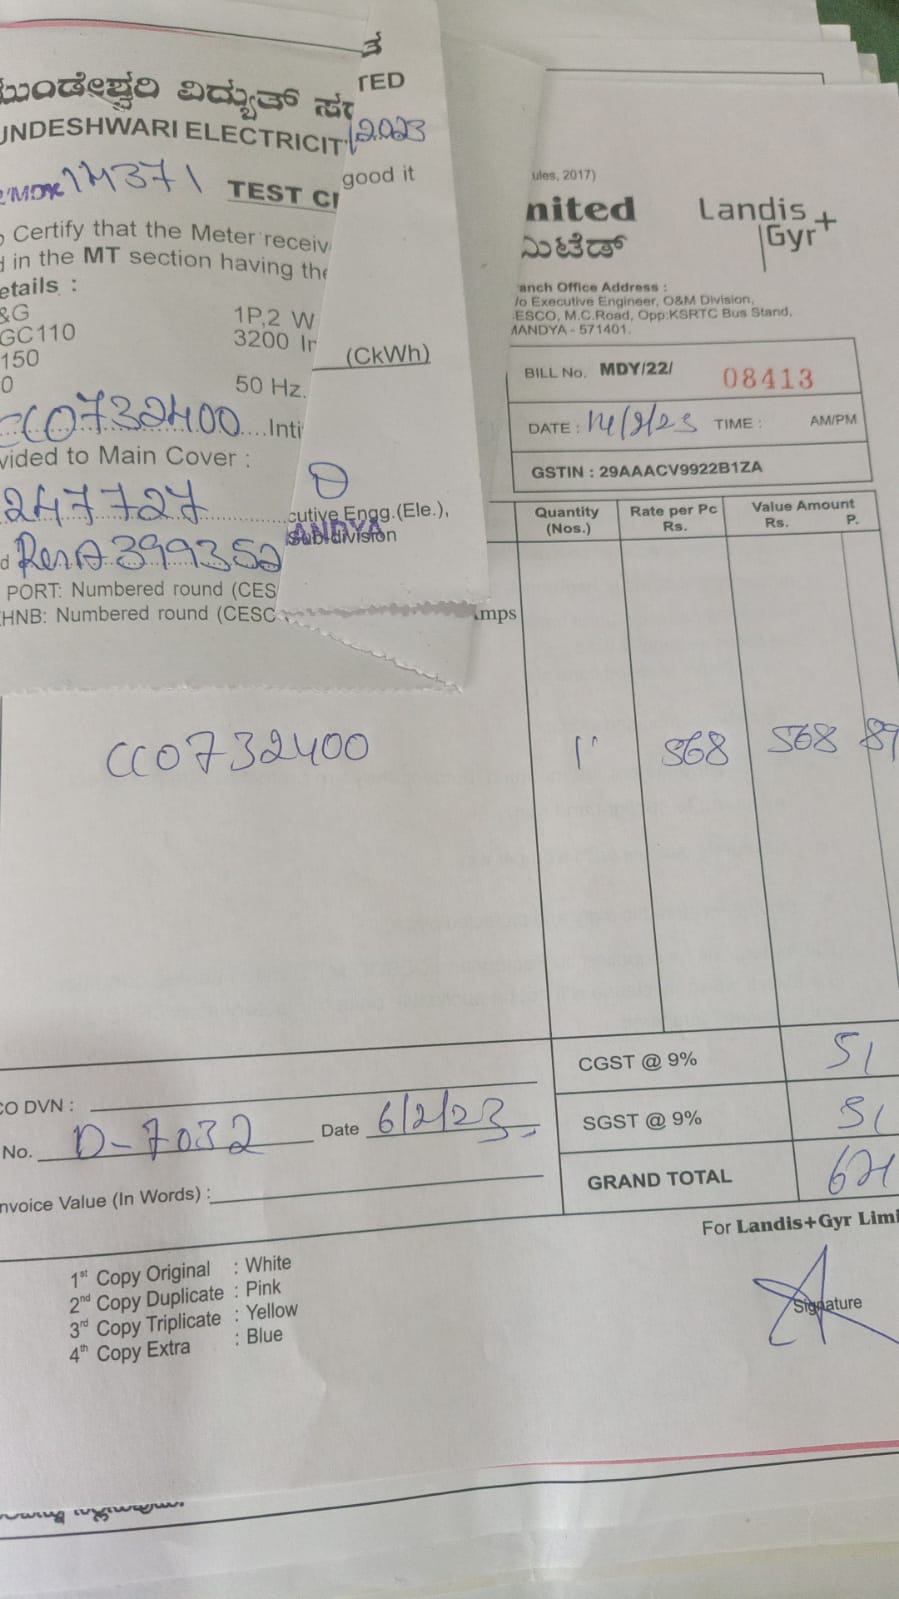 ತ
TED
ಮುಂಡೇಶ್ವರಿ ವಿದ್ಯುತ್ ಸ
UNDESHWARI ELECTRICIT
2023
14371
TEST CE
good it
Certify that the Meter receiv
in the MT section having the
etails :
&G
1P,2 W
GC110
3200 Im
(CkWh)
150
0
50 Hz.
CC0732400 Inti
vided to Main Cover :
247727
cutive Engg.(Ele.),
ANDYA
Subdivision
d
PORT: Numbered round (CES
HNB: Numbered round (CESC
ules, 2017)
nited
ಮಿಟೆಡ್
Landis
Gyr+
anch Office Address :
/o Executive Engineer, O&M Division,
ESCO, M.C.Road, Opp:KSRTC Bus Stand,
MANDYA - 571401.
BILL No. MDY/22/ 08413
DATE : 14/2/23 TIME : AM/PM
GSTIN : 29AAACV9922B1ZA
Quantity (Nos.)
Rate per Pc Rs.
Value Amount Rs. P.
mps
CC0732400 1 568 568 89
CGST @ 9% 51
SGST @ 9% 51
GRAND TOTAL 671
CO DVN :
No. D-7032 Date 6/2/23
nvoice Value (In Words) :
For Landis+Gyr Limi
Signature
1st Copy Original : White
2nd Copy Duplicate : Pink
3rd Copy Triplicate : Yellow
4th Copy Extra : Blue